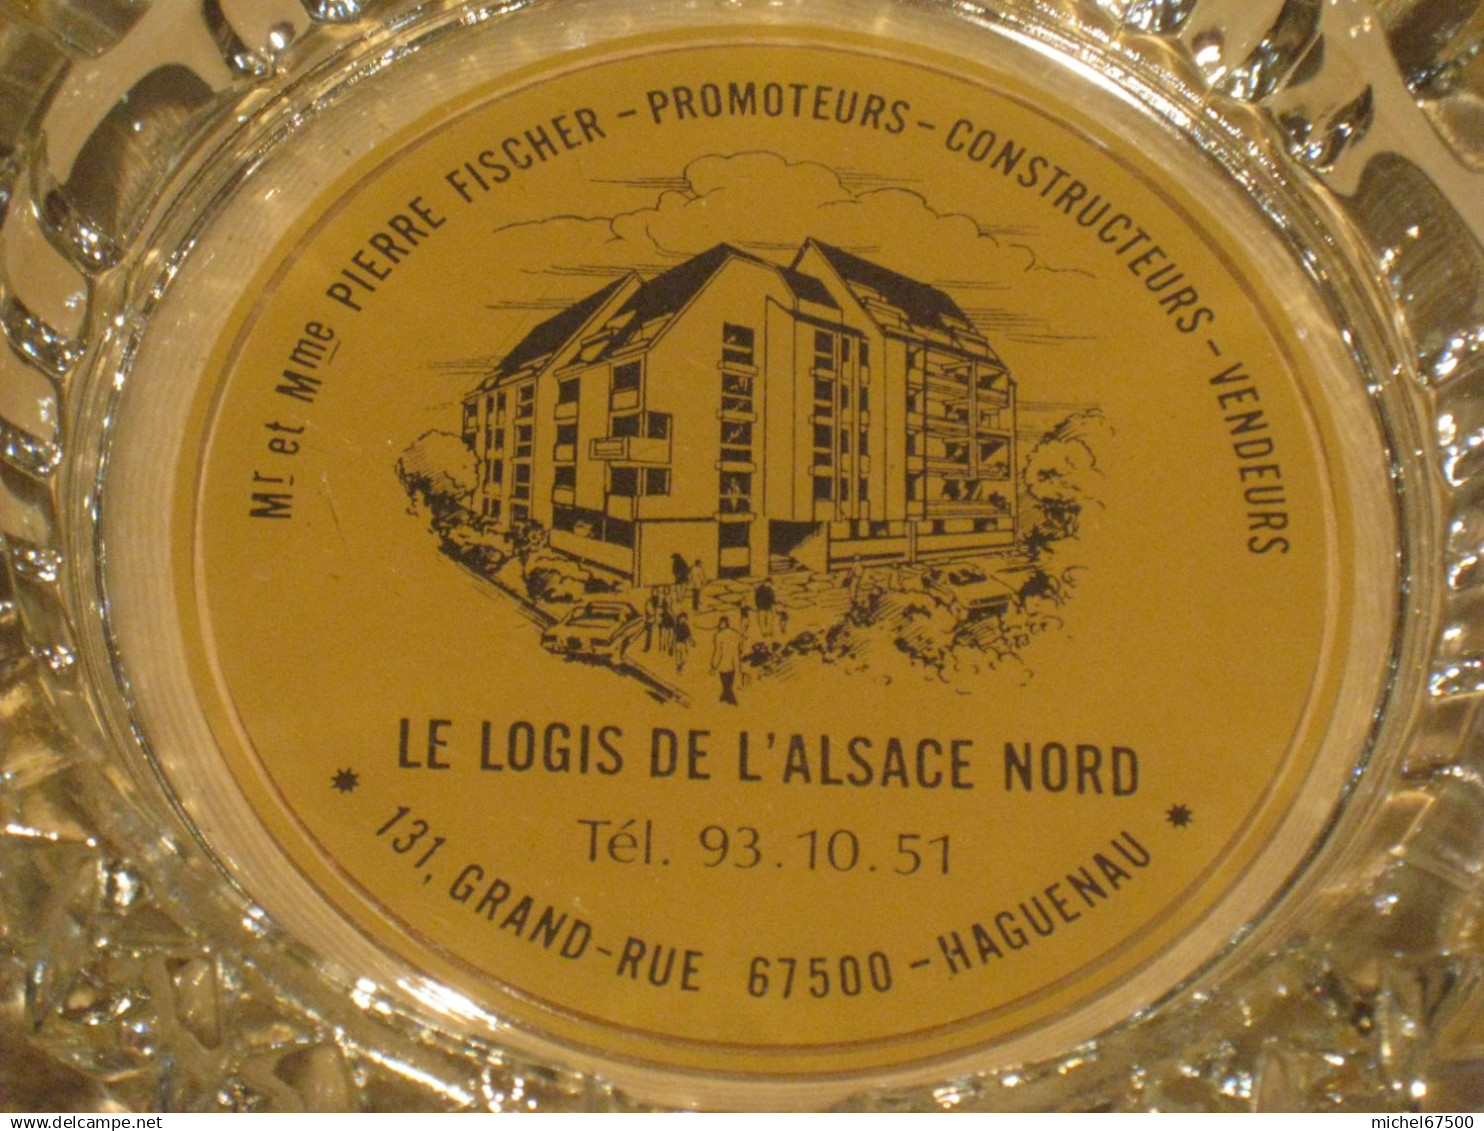 Mr et Mme PIERRE FISCHER – PROMOTEURS – CONSTRUCTEURS – VENDEURS
LE LOGIS DE L'ALSACE NORD
Tél. 93.10.51
131, GRAND-RUE 67500 – HAGUENAU
delcampe.net
michel67500